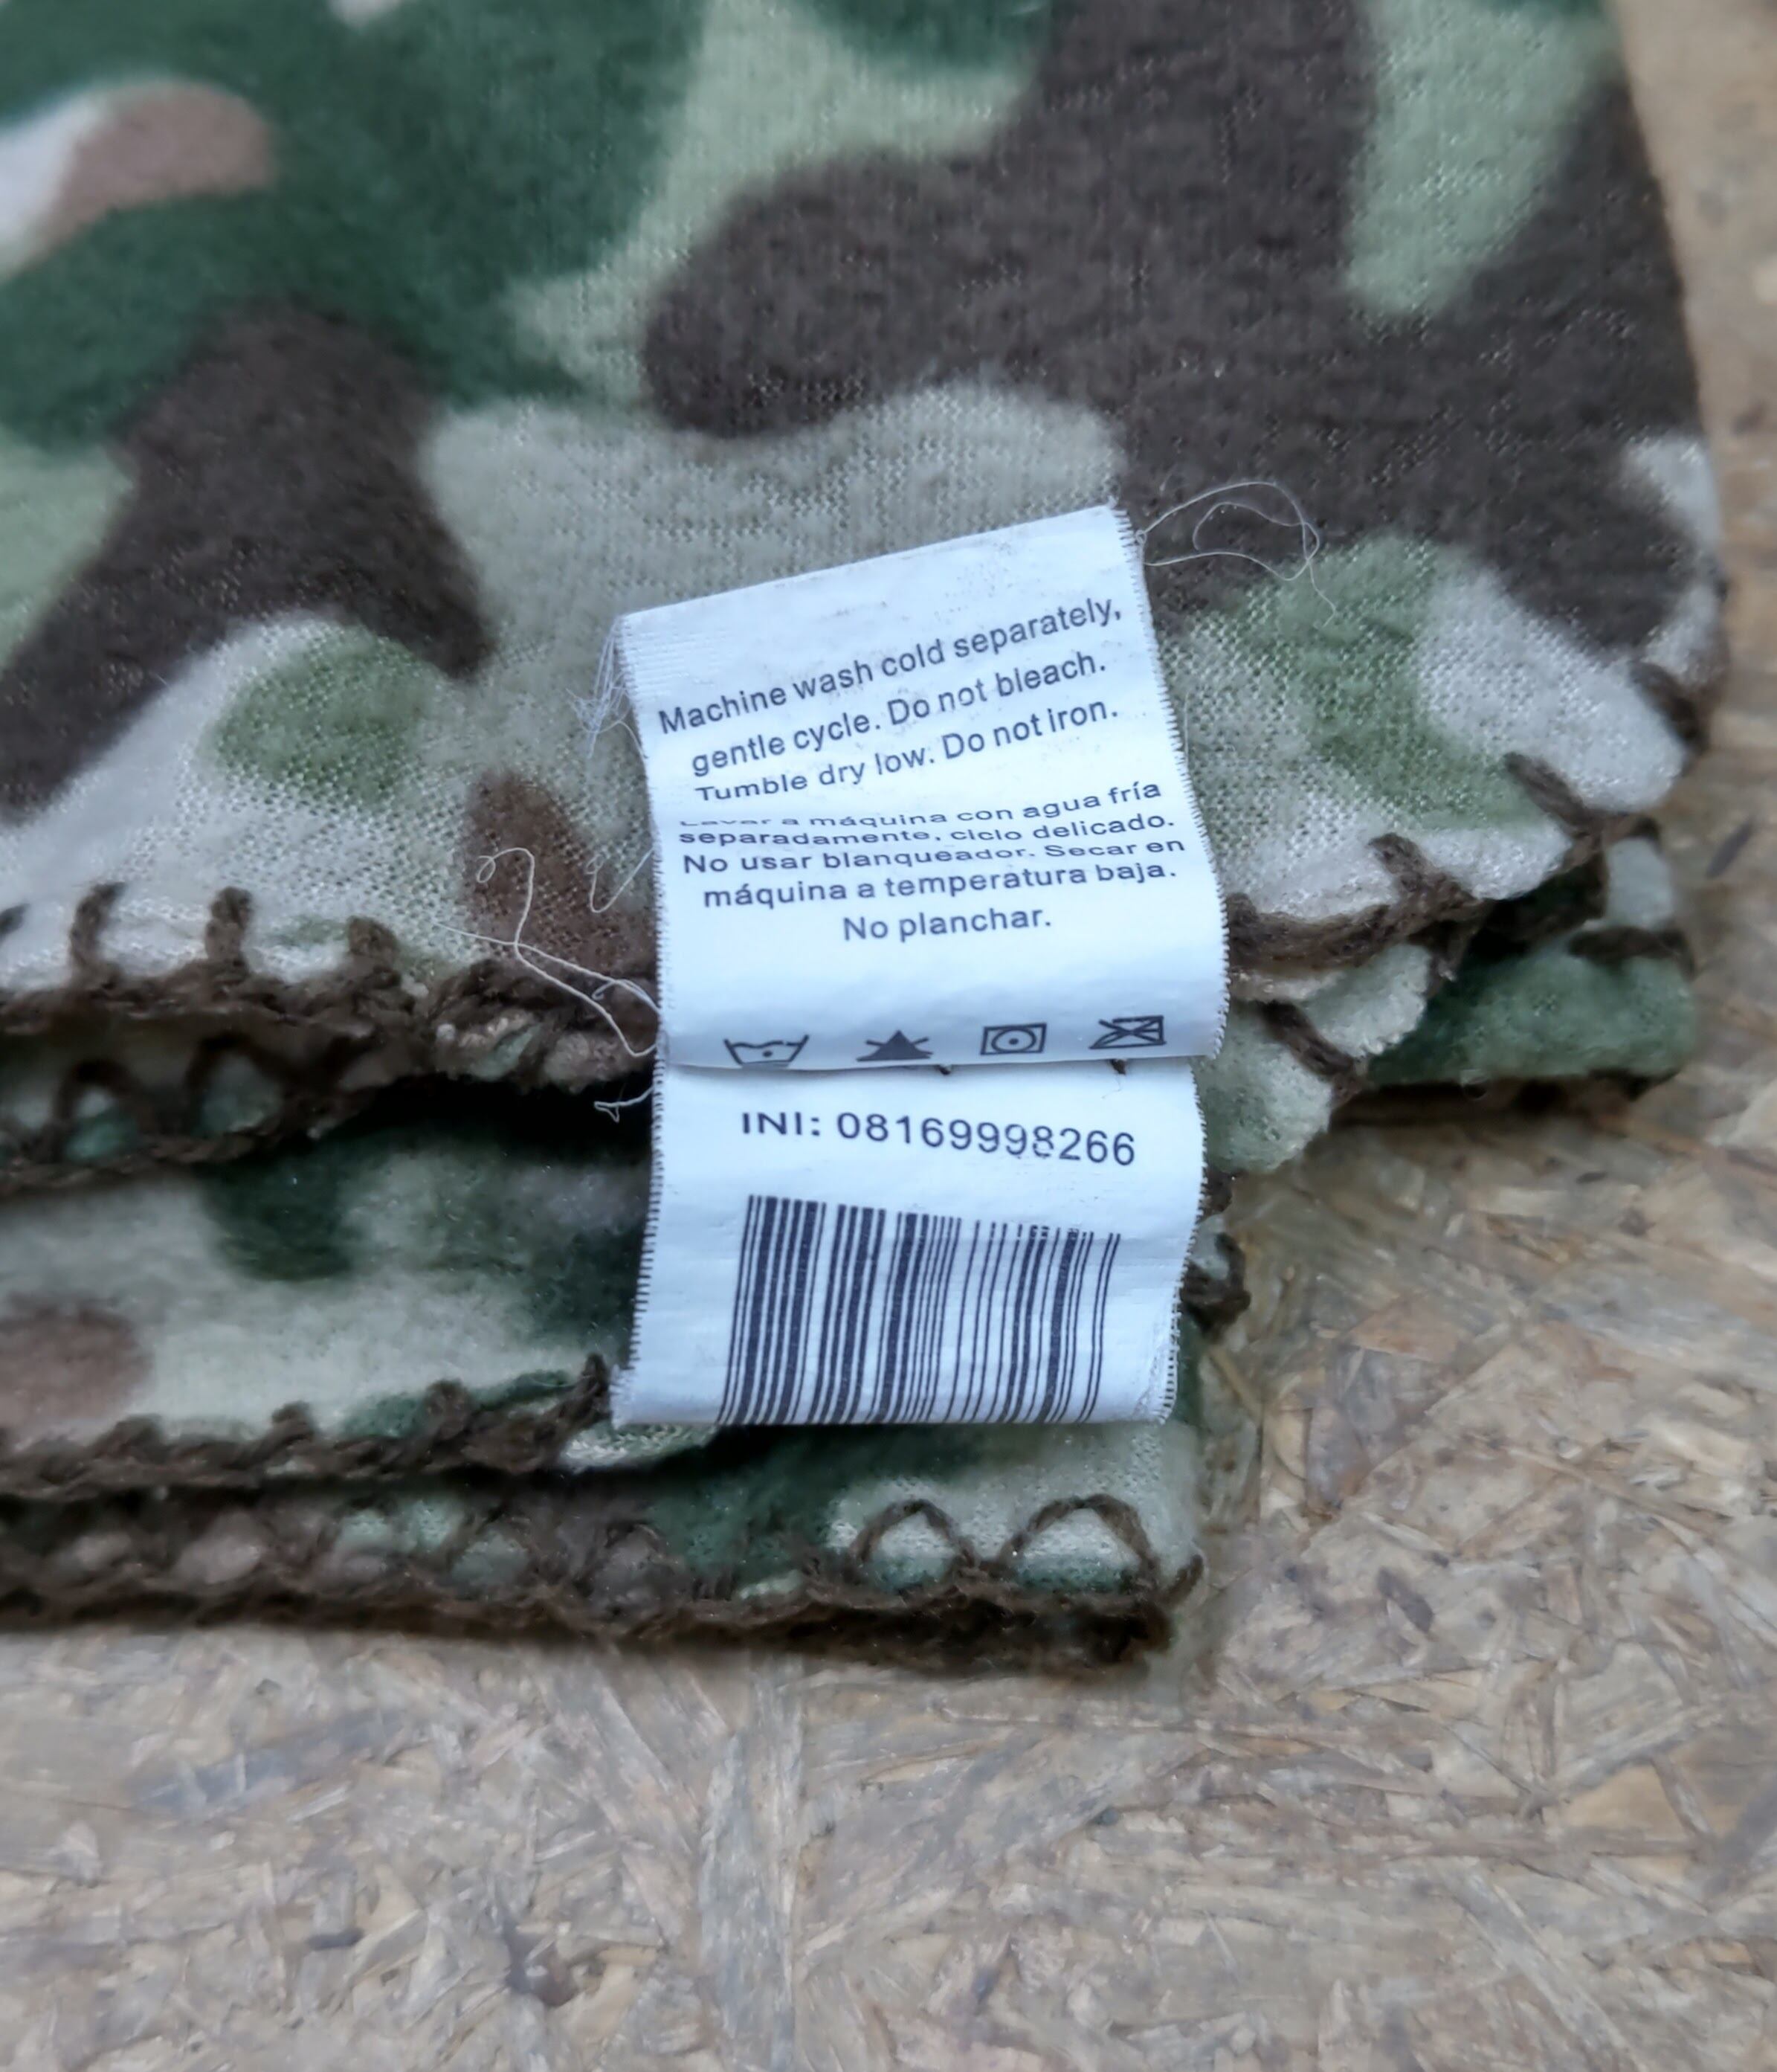 Machine wash cold separately,
gentle cycle. Do not bleach.
Tumble dry low. Do not iron.
Lavar a máquina con agua fría
separadamente, ciclo delicado.
No usar blanqueador. Secar en
máquina a temperatura baja.
No planchar.
INI: 08169998266